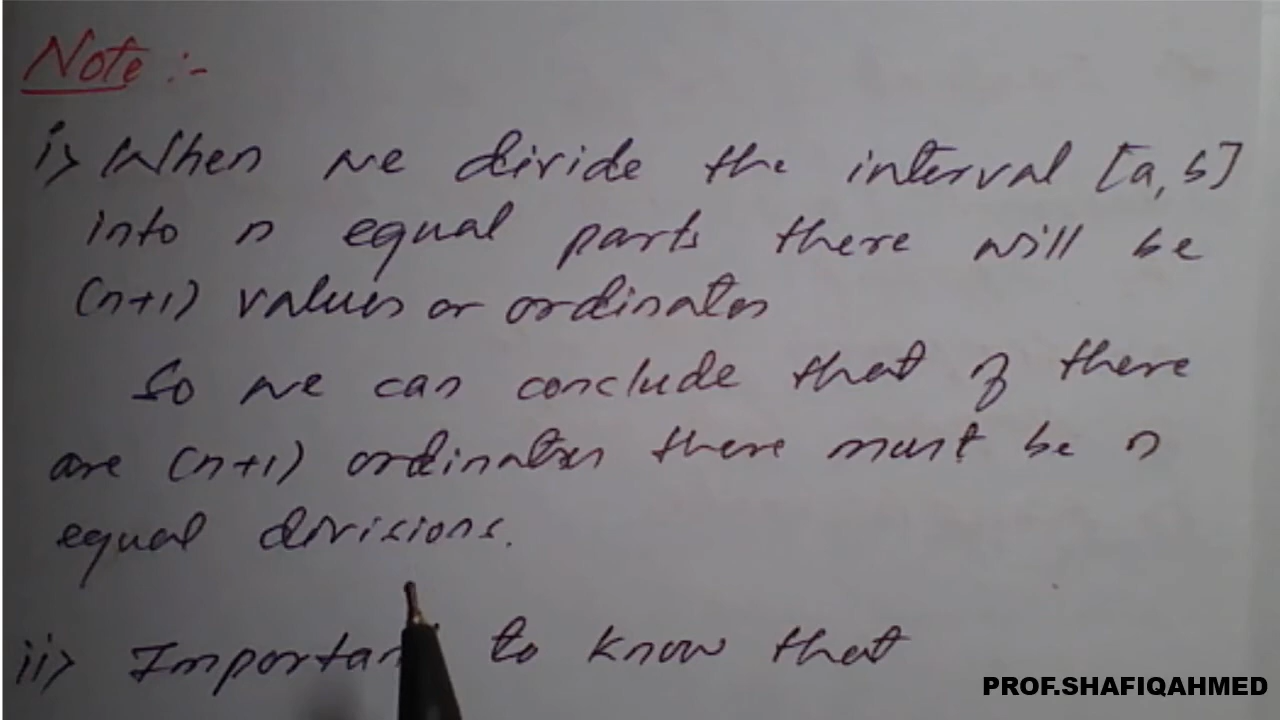 Note :-
i> When we divide the interval [a, b]
into n equal parts there will be
(n+1) values or ordinates
So we can conclude that if there
are (n+1) ordinates there must be n
equal divisions.
ii> Important to know that
PROF.SHAFIQAHMED